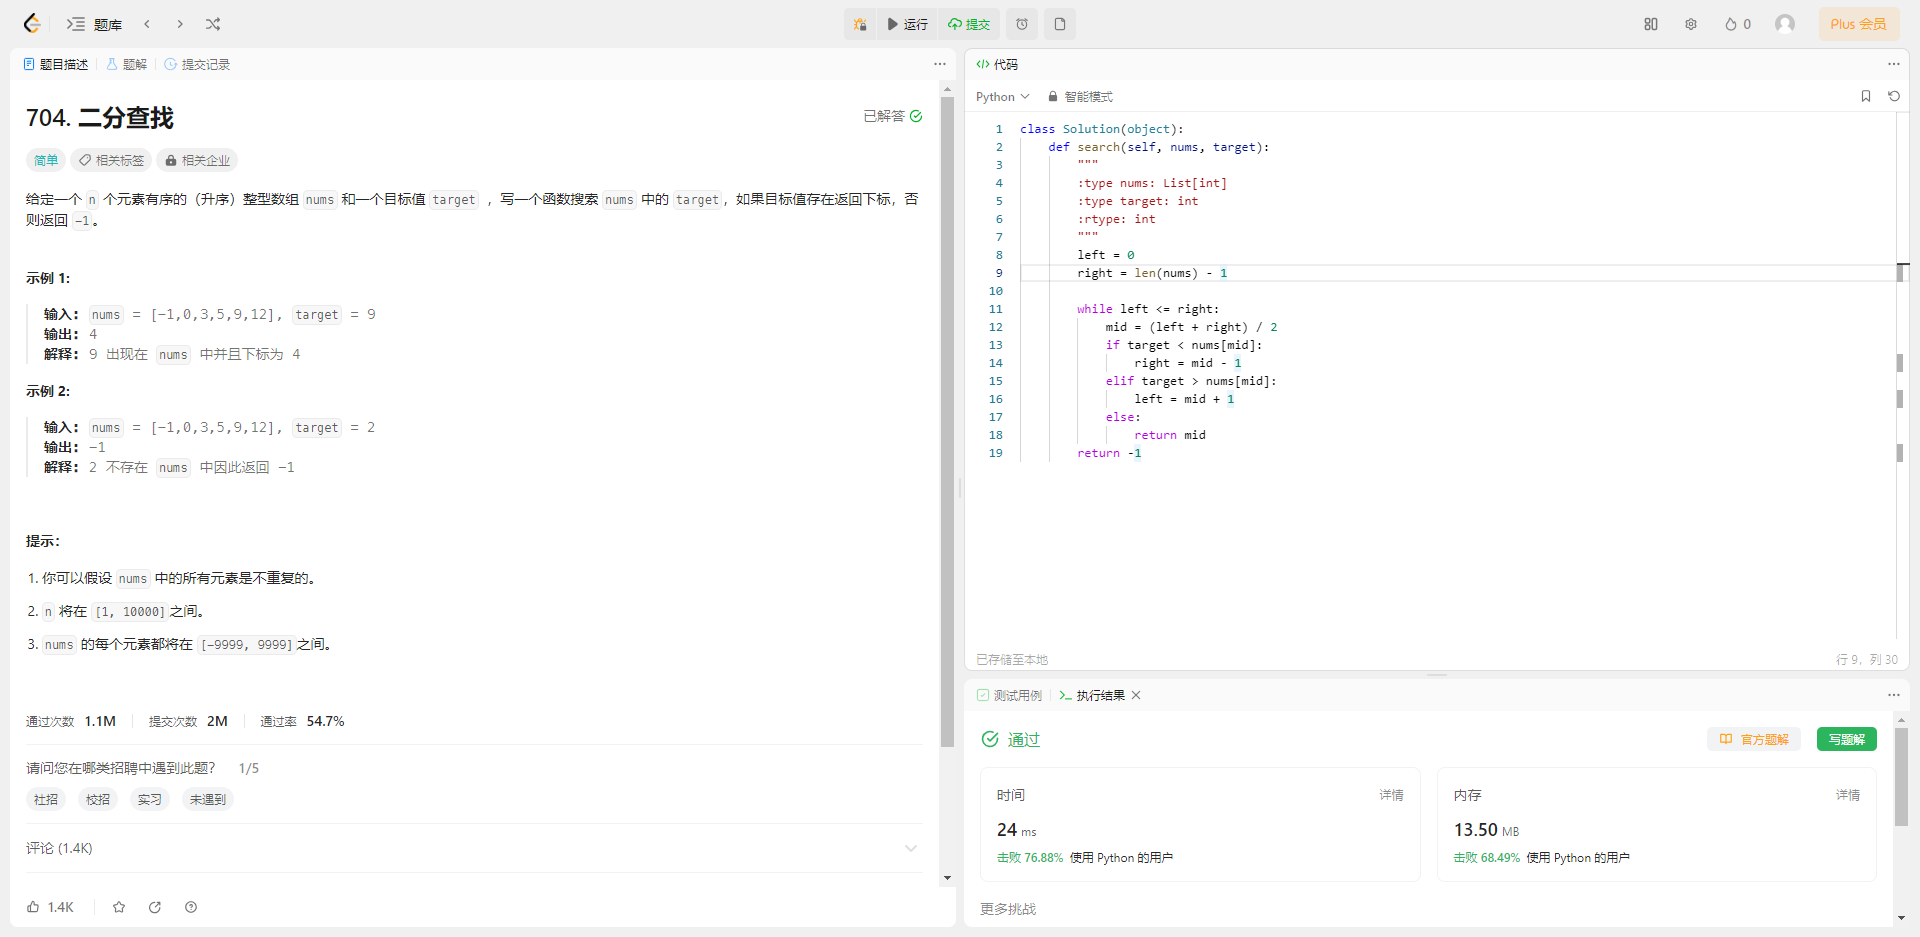 题库
运行
提交
0
Plus 会员
题目描述
题解
提交记录
704. 二分查找
已解答
简单
相关标签
相关企业
给定一个 n 个元素有序的（升序）整型数组 nums 和一个目标值 target ，写一个函数搜索 nums 中的 target，如果目标值存在返回下标，否
则返回 -1。
示例 1:
输入: nums = [-1,0,3,5,9,12], target = 9
输出: 4
解释: 9 出现在 nums 中并且下标为 4
示例 2:
输入: nums = [-1,0,3,5,9,12], target = 2
输出: -1
解释: 2 不存在 nums 中因此返回 -1
提示：
1. 你可以假设 nums 中的所有元素是不重复的。
2. n 将在 [1, 10000]之间。
3. nums 的每个元素都将在 [-9999, 9999]之间。
通过次数 1.1M
提交次数 2M
通过率 54.7%
请问您在哪类招聘中遇到此题？ 1/5
社招
校招
实习
未遇到
评论 (1.4K)
1.4K
代码
Python
智能模式
1 class Solution(object):
2     def search(self, nums, target):
3         """
4         :type nums: List[int]
5         :type target: int
6         :rtype: int
7         """
8         left = 0
9         right = len(nums) - 1
10
11         while left <= right:
12             mid = (left + right) / 2
13             if target < nums[mid]:
14                 right = mid - 1
15             elif target > nums[mid]:
16                 left = mid + 1
17             else:
18                 return mid
19         return -1
已存储至本地
行 9，列 30
测试用例
执行结果
通过
官方题解
写题解
时间
详情
24 ms
击败 76.88% 使用 Python 的用户
内存
详情
13.50 MB
击败 68.49% 使用 Python 的用户
更多挑战